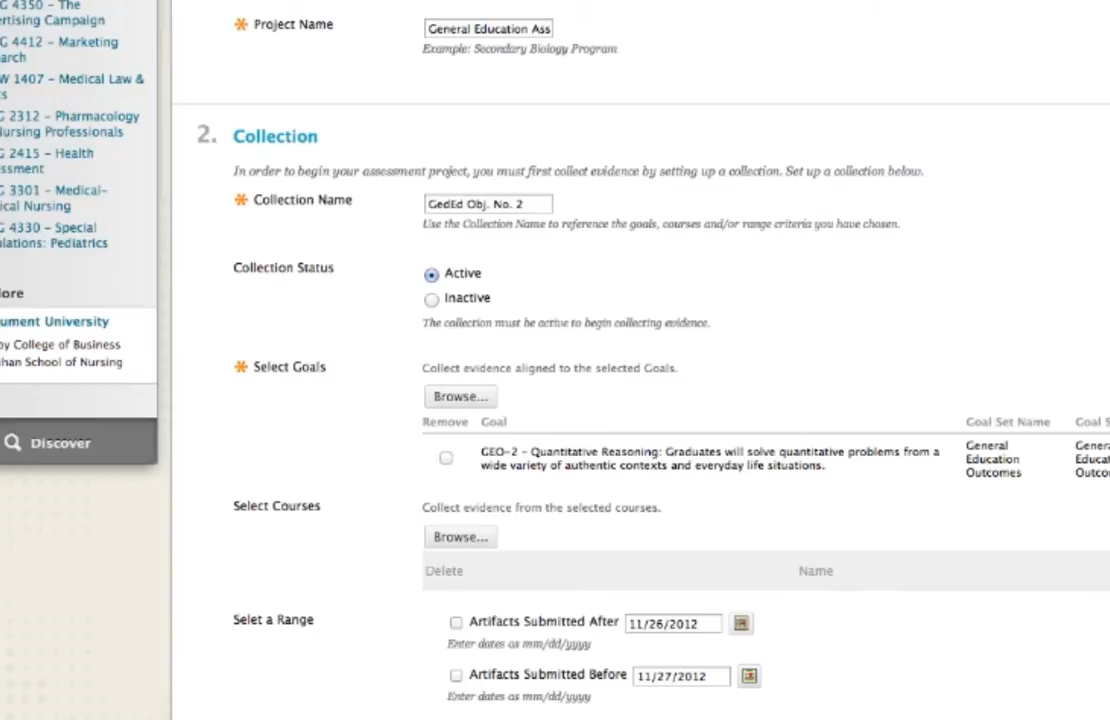 G 4350 - The
ertising Campaign
G 4412 - Marketing
arch
W 1407 - Medical Law &
cs
G 2312 - Pharmacology
Nursing Professionals
G 2415 - Health
ssment
G 3301 - Medical-
ical Nursing
G 4330 - Special
ulations: Pediatrics
ore
ument University
by College of Business
han School of Nursing
Discover
Project Name
General Education Ass
Example: Secondary Biology Program
2. Collection
In order to begin your assessment project, you must first collect evidence by setting up a collection. Set up a collection below.
Collection Name
GedEd Obj. No. 2
Use the Collection Name to reference the goals, courses and/or range criteria you have chosen.
Collection Status
Active
Inactive
The collection must be active to begin collecting evidence.
Select Goals
Collect evidence aligned to the selected Goals.
Browse...
Remove Goal Goal Set Name Goal S
GEO-2 - Quantitative Reasoning: Graduates will solve quantitative problems from a
wide variety of authentic contexts and everyday life situations.
General
Education
Outcomes
Genera
Educat
Outco
Select Courses
Collect evidence from the selected courses.
Browse...
Delete Name
Selet a Range
Artifacts Submitted After 11/26/2012
Enter dates as mm/dd/yyyy
Artifacts Submitted Before 11/27/2012
Enter dates as mm/dd/yyyy